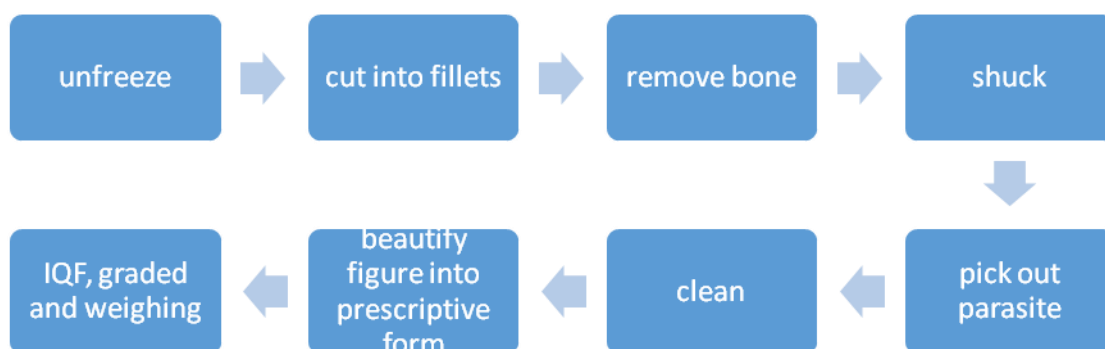 unfreeze
cut into fillets
remove bone
shuck
pick out
parasite
clean
beautify
figure into
prescriptive
form
IQF, graded
and weighing